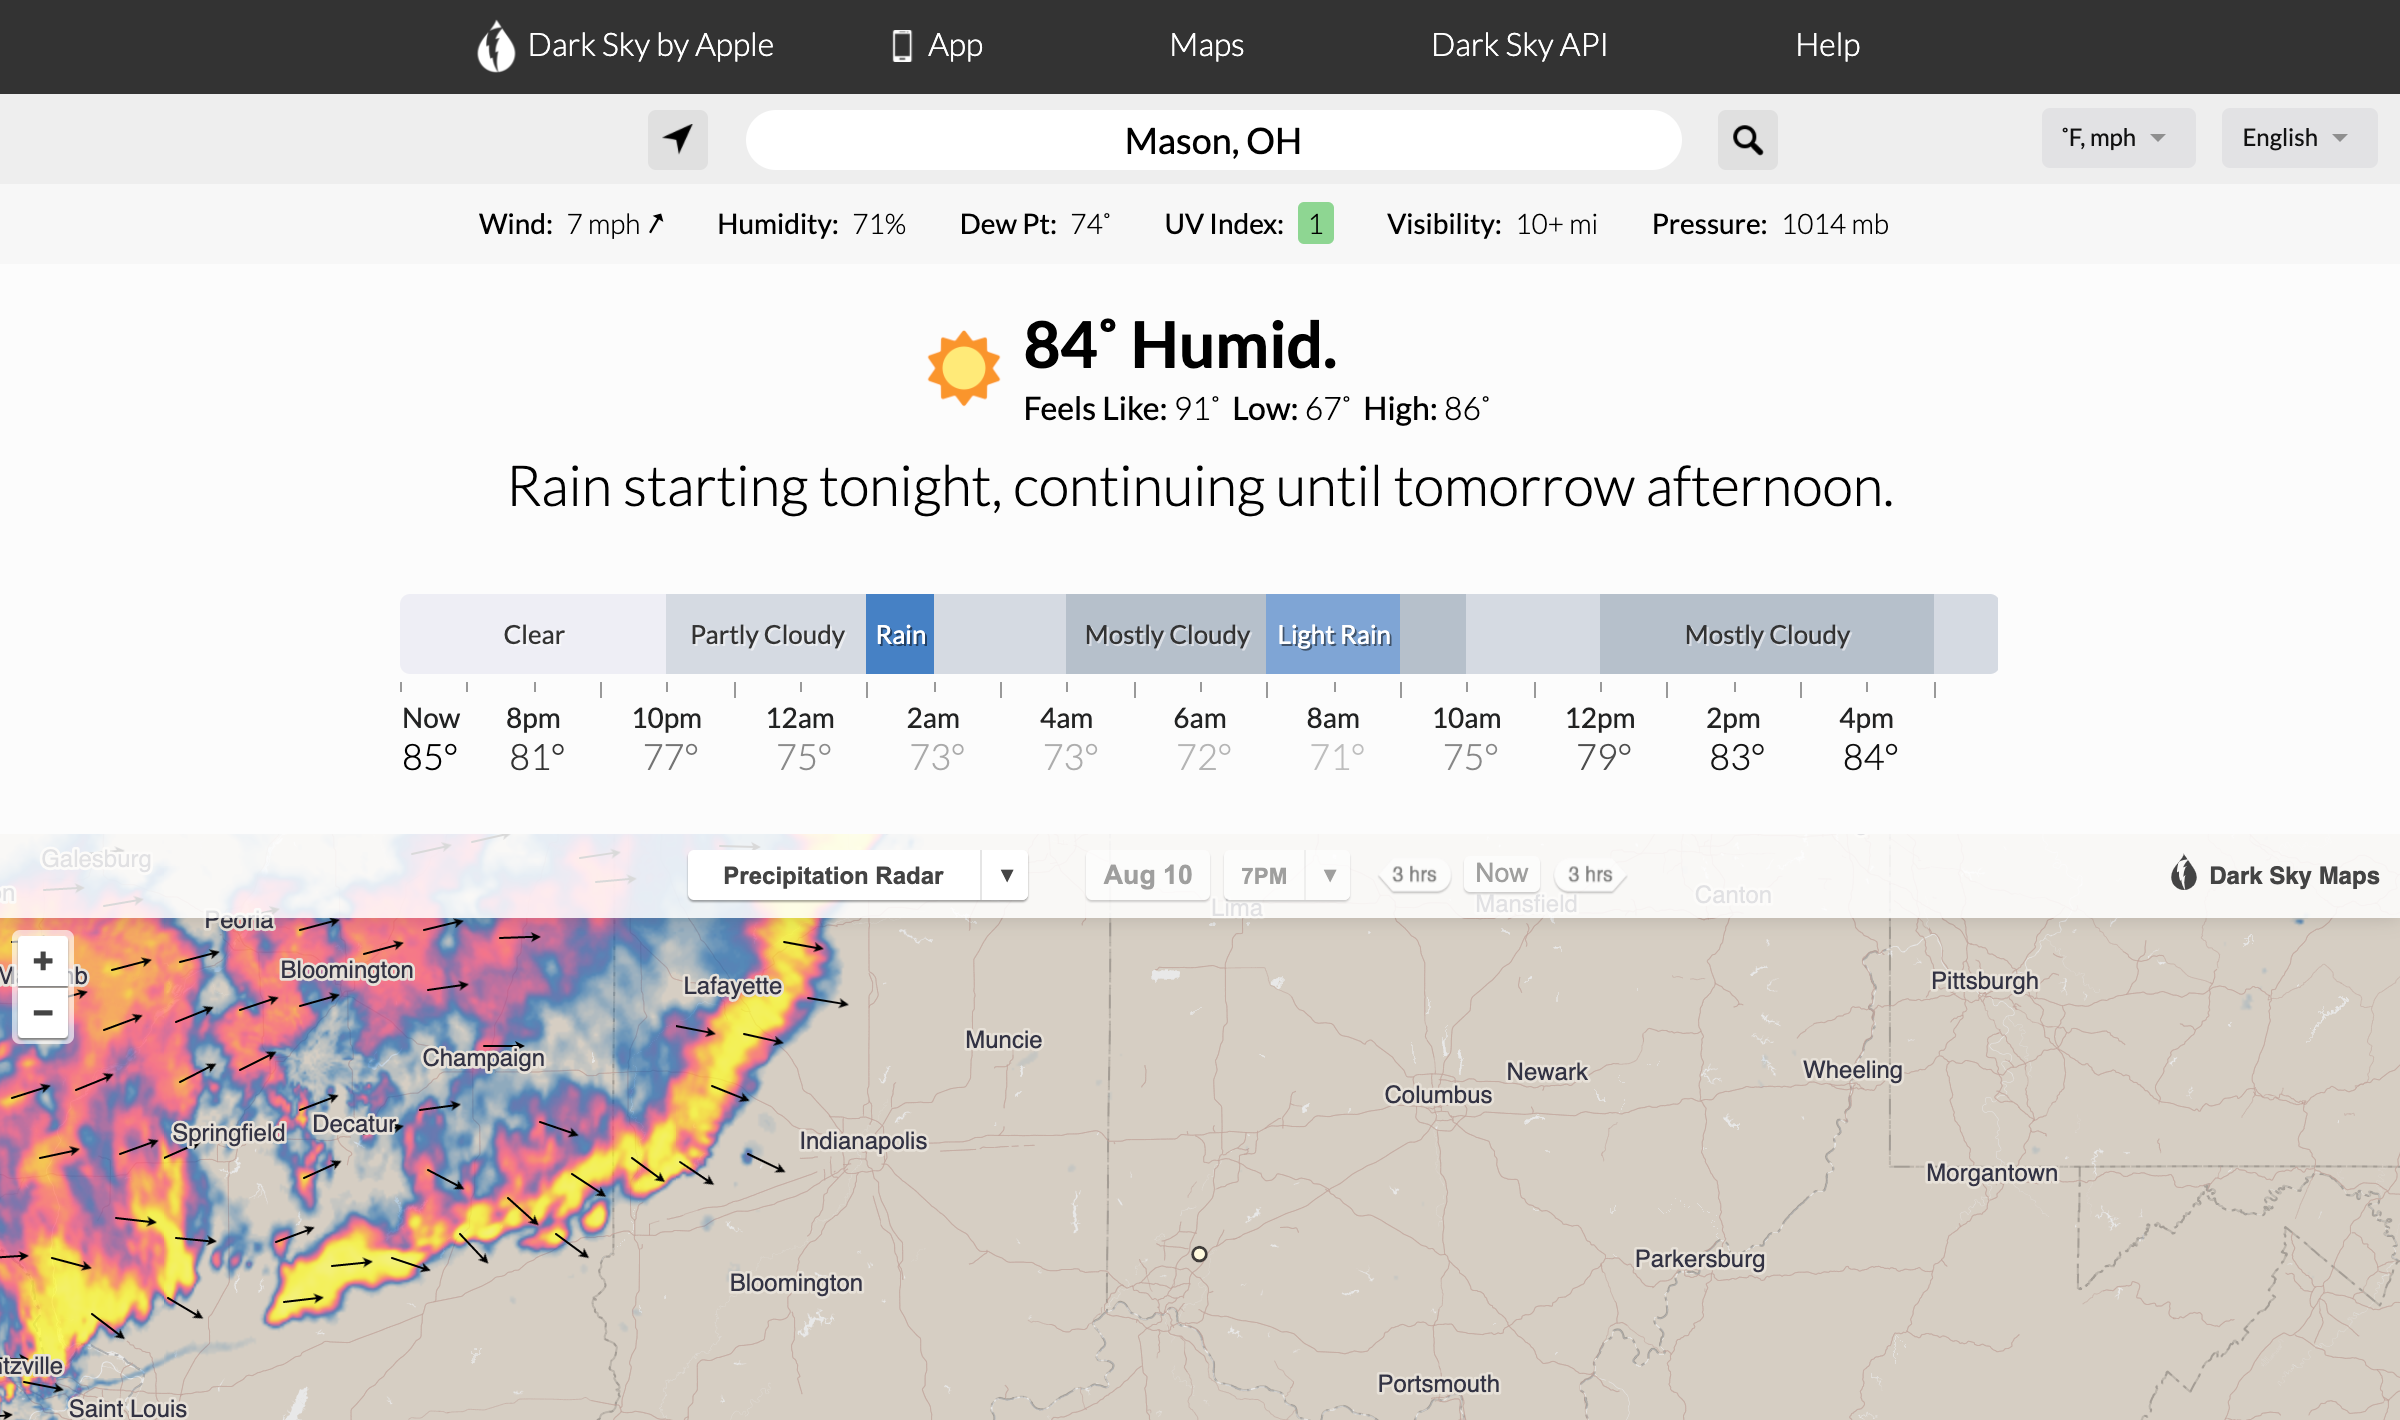 Dark Sky by Apple App Maps Dark Sky API Help
Mason, OH
˚F, mph English
Wind: 7 mph Humidity: 71% Dew Pt: 74˚ UV Index: 1 Visibility: 10+ mi Pressure: 1014 mb
84˚ Humid.
Feels Like: 91˚ Low: 67˚ High: 86˚
Rain starting tonight, continuing until tomorrow afternoon.
Clear Partly Cloudy Rain Mostly Cloudy Light Rain Mostly Cloudy
Now 8pm 10pm 12am 2am 4am 6am 8am 10am 12pm 2pm 4pm
85° 81° 77° 75° 73° 73° 72° 71° 75° 79° 83° 84°
Galesburg
Precipitation Radar Aug 10 7PM 3 hrs Now 3 hrs Dark Sky Maps
Canton
Lima Mansfield
Peoria
+
Bloomington
Lafayette
Pittsburgh
−
Muncie
Champaign
Newark
Wheeling
Columbus
Decatur
Springfield
Indianapolis
Morgantown
Parkersburg
Bloomington
itzville
Portsmouth
Saint Louis